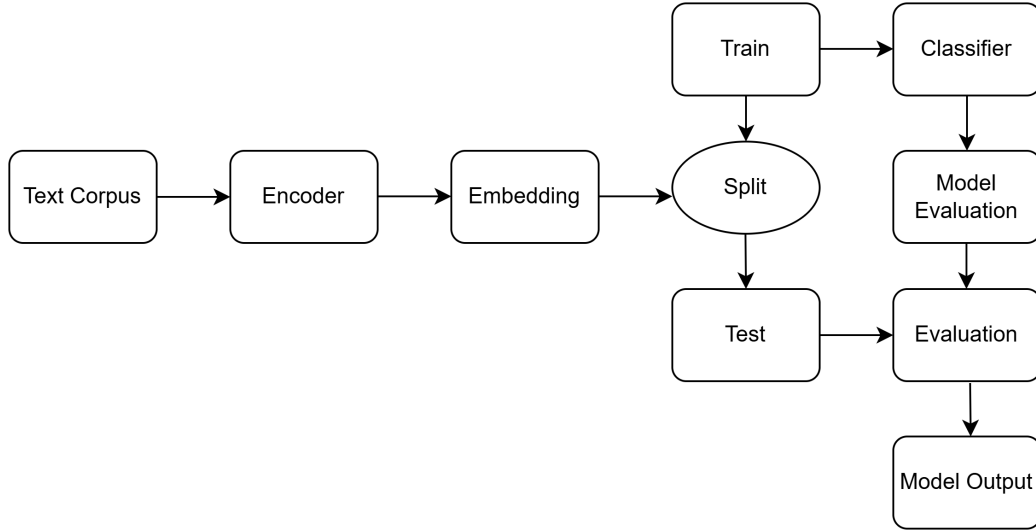 Train
Classifier
Text Corpus
Encoder
Embedding
Split
Model
Evaluation
Test
Evaluation
Model Output